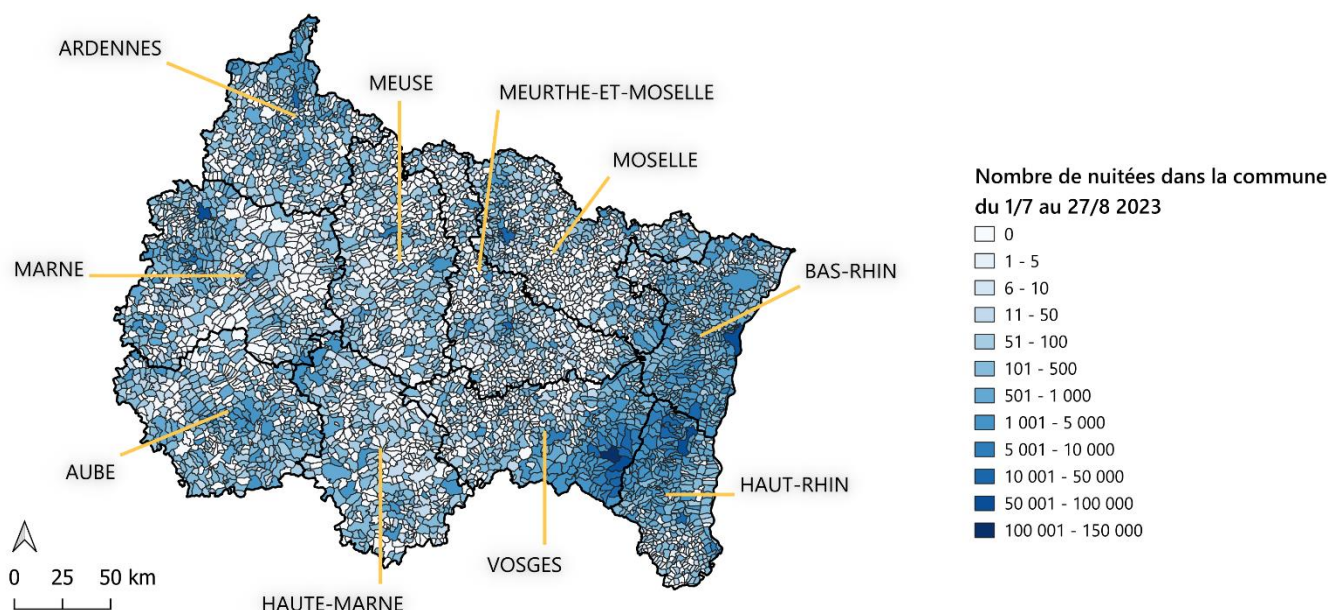 ARDENNES
MEUSE
MEURTHE-ET-MOSELLE
MOSELLE
MARNE
BAS-RHIN
AUBE
HAUT-RHIN
VOSGES
HAUTE-MARNE
0 25 50 km
Nombre de nuitées dans la commune
du 1/7 au 27/8 2023
0
1 - 5
6 - 10
11 - 50
51 - 100
101 - 500
501 - 1 000
1 001 - 5 000
5 001 - 10 000
10 001 - 50 000
50 001 - 100 000
100 001 - 150 000